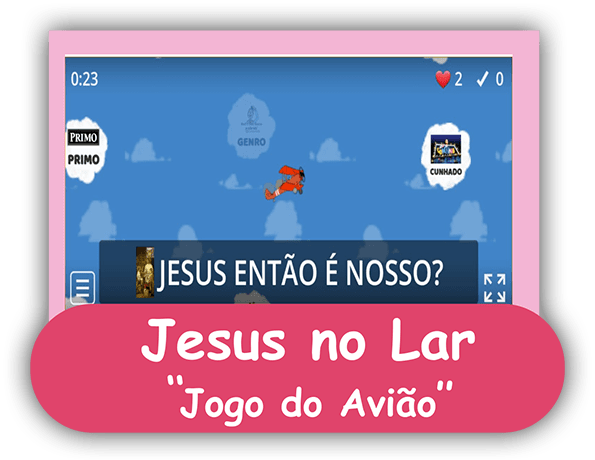 0:23
2
✓ 0
PRIMO
PRIMO
GENRO
CUNHADO
JESUS ENTÃO É NOSSO?
Jesus no Lar
“Jogo do Avião”